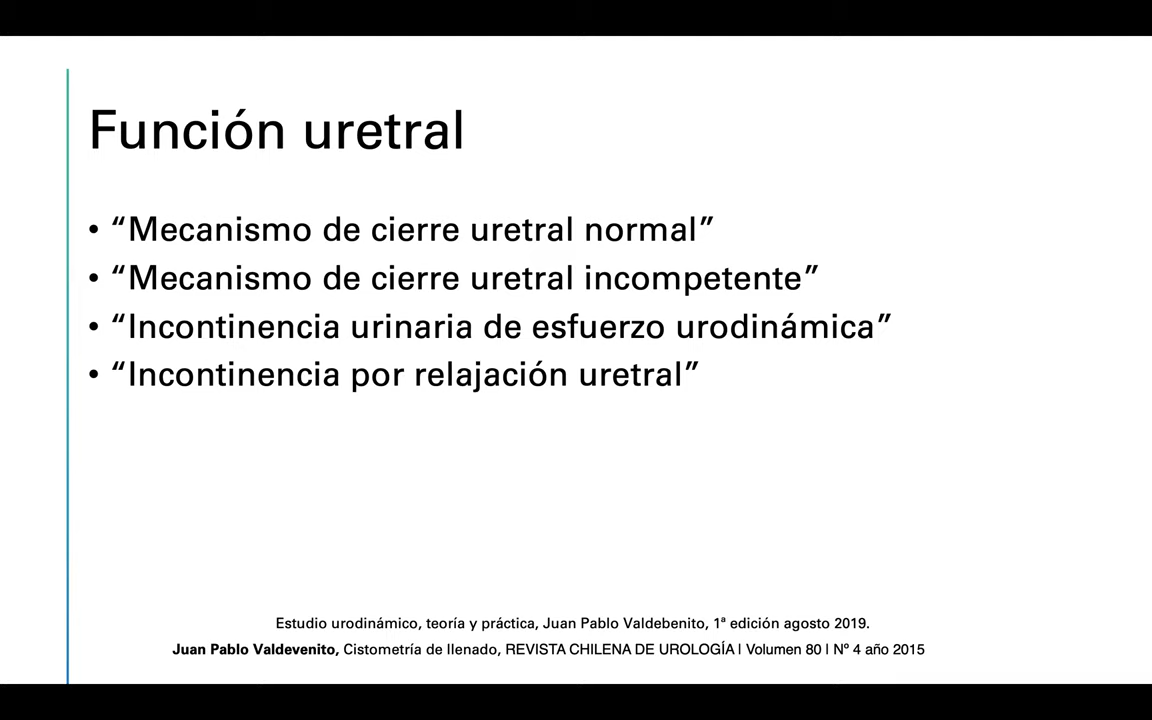 Función uretral
• “Mecanismo de cierre uretral normal”
• “Mecanismo de cierre uretral incompetente”
• “Incontinencia urinaria de esfuerzo urodinámica”
• “Incontinencia por relajación uretral”
Estudio urodinámico, teoría y práctica, Juan Pablo Valdebenito, 1ª edición agosto 2019.
Juan Pablo Valdevenito, Cistometría de llenado, REVISTA CHILENA DE UROLOGÍA | Volumen 80 | Nº 4 año 2015